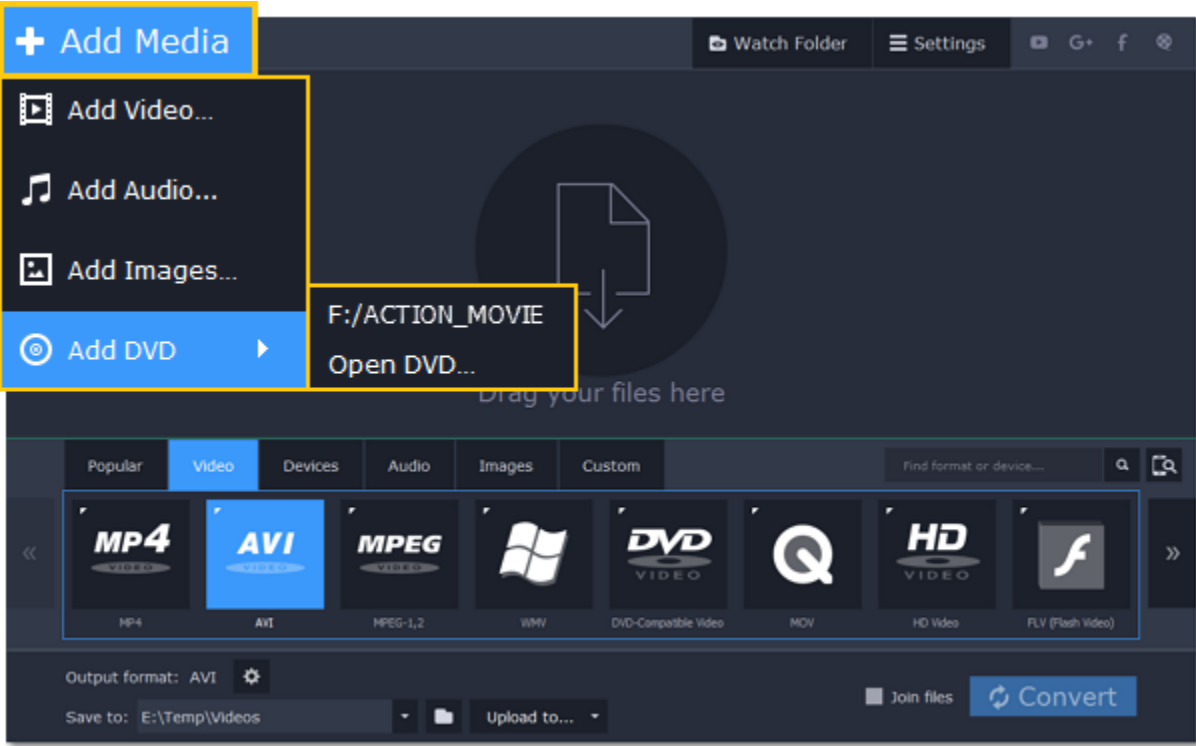 Add Media
Watch Folder
Settings
G+
f
Add Video...
Add Audio...
Add Images...
Add DVD
F:/ACTION_MOVIE
Open DVD...
Drag your files here
Popular
Video
Devices
Audio
Images
Custom
Find format or device...
MP4 VIDEO
AVI VIDEO
MPEG VIDEO
DVD VIDEO
HD VIDEO
MP4
AVI
MPEG-1,2
WMV
DVD-Compatible Video
MOV
HD Video
FLV (Flash Video)
Output format: AVI
Save to: E:\Temp\Videos
Upload to...
Join files
Convert